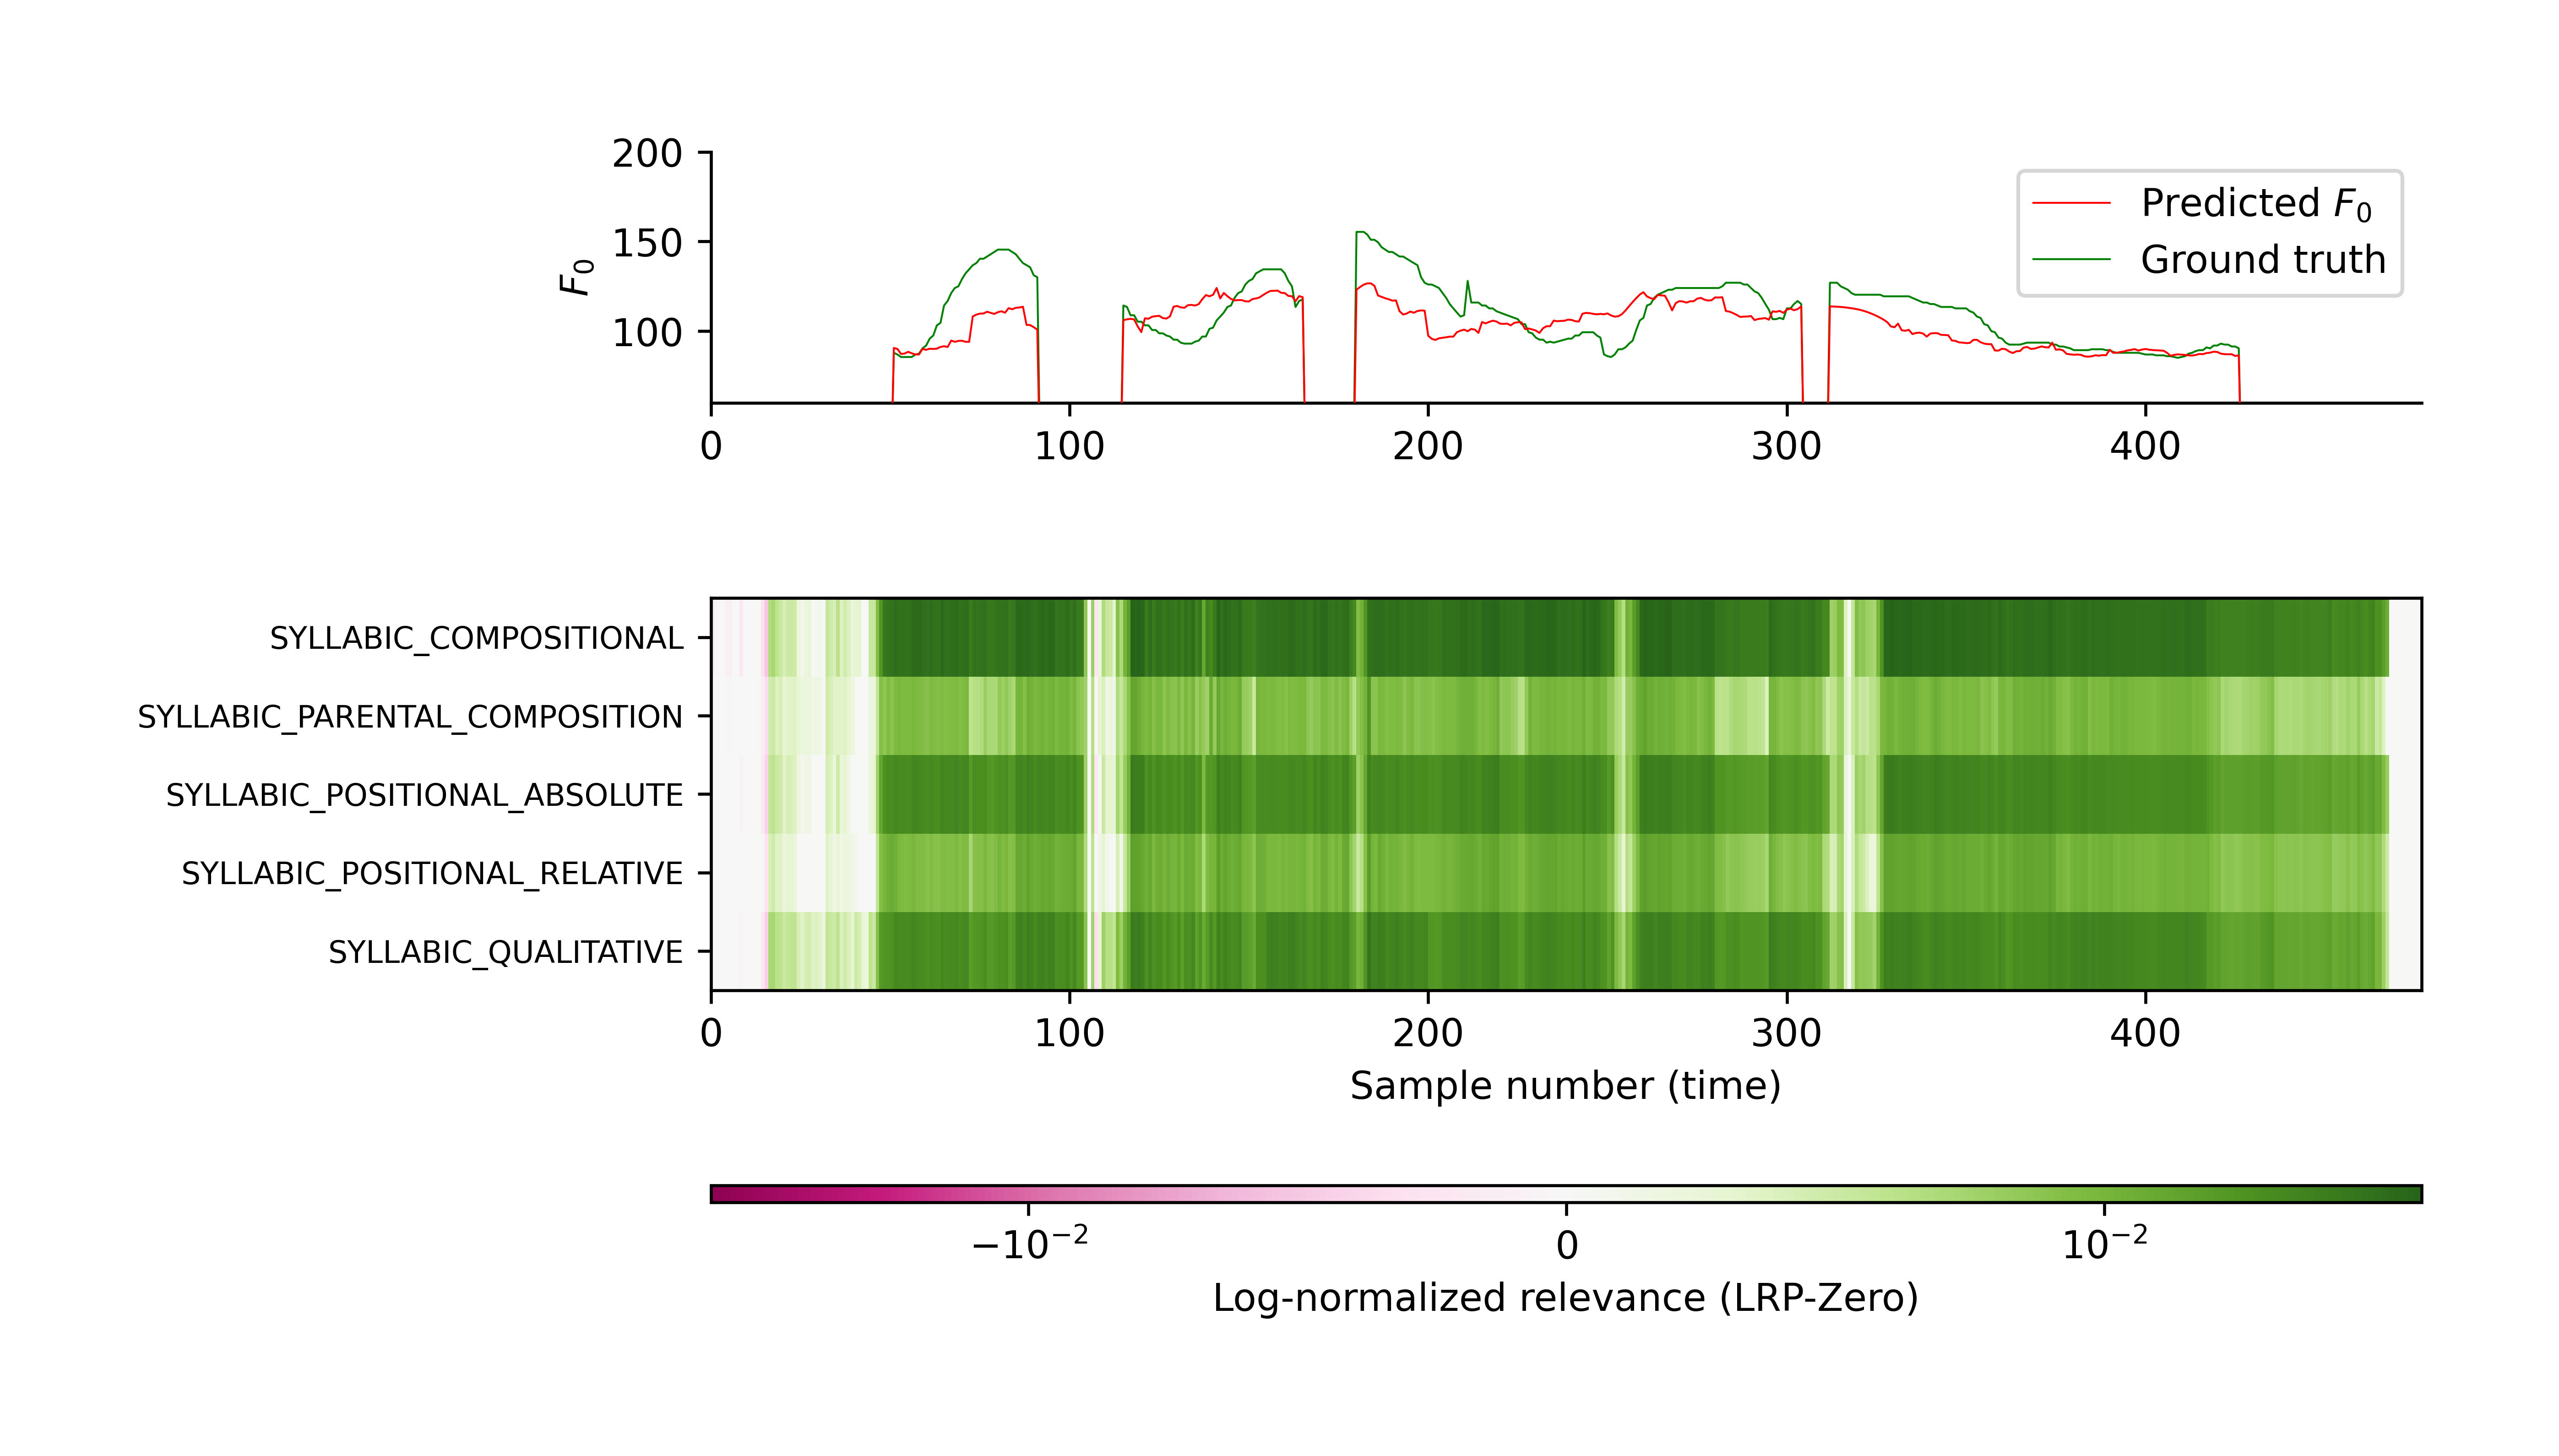 200
150
100
F0
Predicted F0
Ground truth
0 100 200 300 400
SYLLABIC_COMPOSITIONAL
SYLLABIC_PARENTAL_COMPOSITION
SYLLABIC_POSITIONAL_ABSOLUTE
SYLLABIC_POSITIONAL_RELATIVE
SYLLABIC_QUALITATIVE
0 100 200 300 400
Sample number (time)
−10⁻² 0 10⁻²
Log-normalized relevance (LRP-Zero)